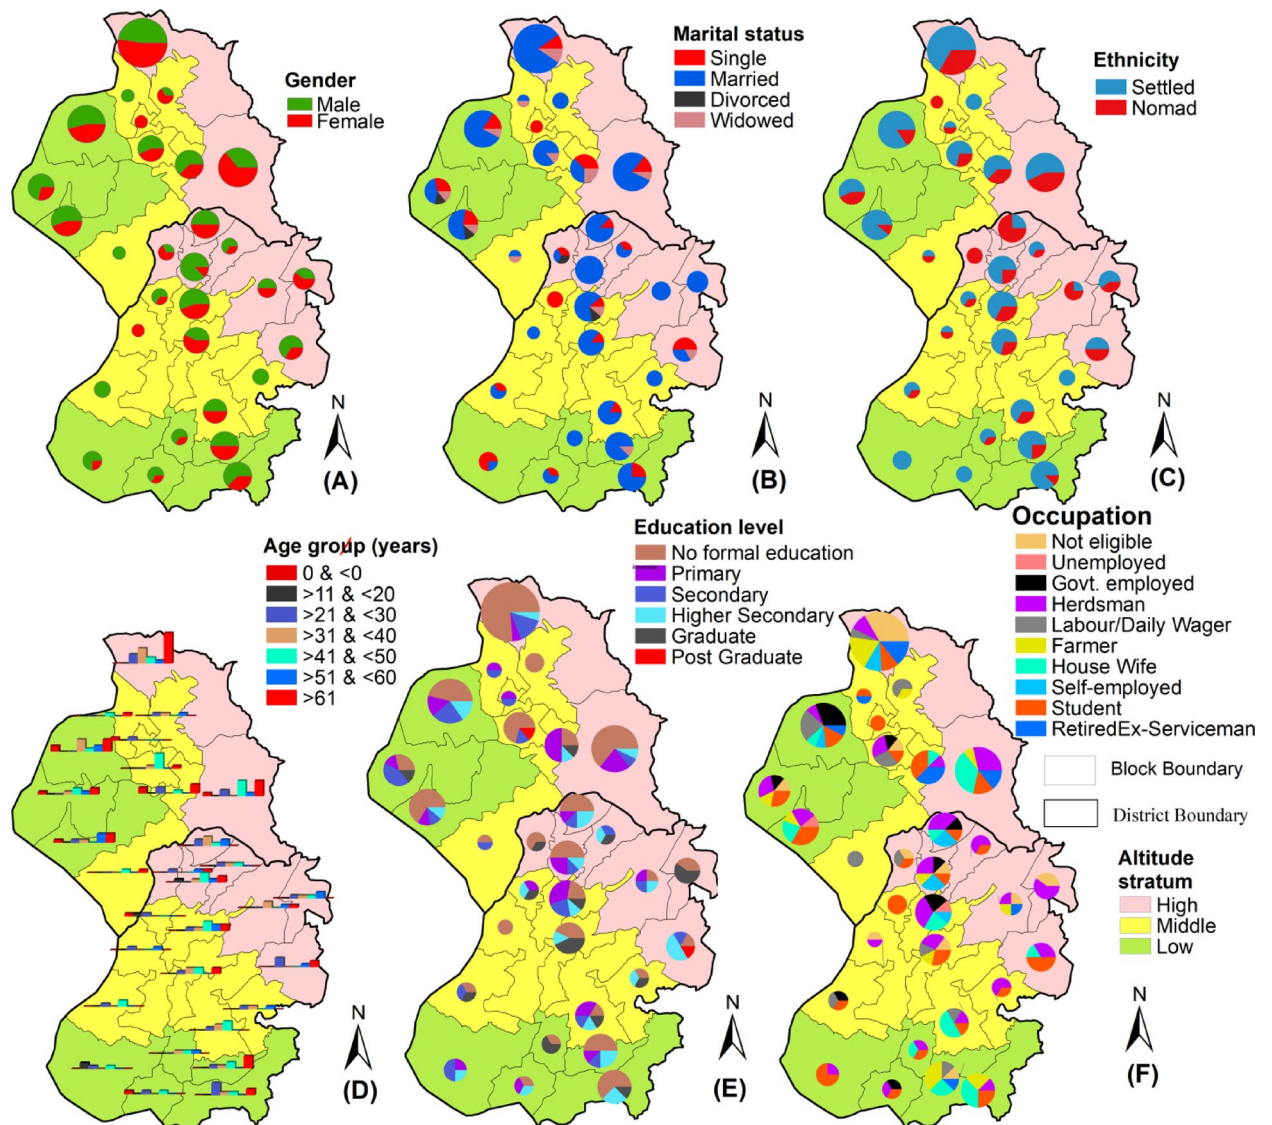 Gender
Male
Female
N
(A)
Marital status
Single
Married
Divorced
Widowed
N
(B)
Ethnicity
Settled
Nomad
N
(C)
Age group (years)
0 & <0
>11 & <20
>21 & <30
>31 & <40
>41 & <50
>51 & <60
>61
N
(D)
Education level
No formal education
Primary
Secondary
Higher Secondary
Graduate
Post Graduate
N
(E)
Occupation
Not eligible
Unemployed
Govt. employed
Herdsman
Labour/Daily Wager
Farmer
House Wife
Self-employed
Student
RetiredEx-Serviceman
Block Boundary
District Boundary
Altitude
stratum
High
Middle
Low
N
(F)